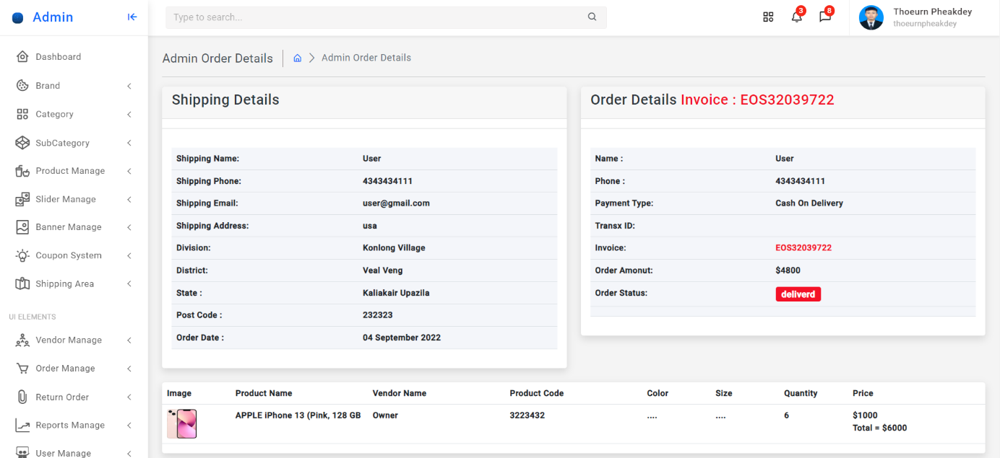 Admin
Type to search...
3
8
Thoeurn Pheakdey
thoeurnpheakdey
Dashboard
Brand
Category
SubCategory
Product Manage
Slider Manage
Banner Manage
Coupon System
Shipping Area
UI ELEMENTS
Vendor Manage
Order Manage
Return Order
Reports Manage
User Manage
Admin Order Details
Admin Order Details
Shipping Details
Shipping Name: User
Shipping Phone: 4343434111
Shipping Email: user@gmail.com
Shipping Address: usa
Division: Konlong Village
District: Veal Veng
State : Kaliakair Upazila
Post Code : 232323
Order Date : 04 September 2022
Order Details Invoice : EOS32039722
Name : User
Phone : 4343434111
Payment Type: Cash On Delivery
Transx ID:
Invoice: EOS32039722
Order Amonut: $4800
Order Status: deliverd
Image Product Name Vendor Name Product Code Color Size Quantity Price
APPLE iPhone 13 (Pink, 128 GB Owner 3223432 .... .... 6 $1000
Total = $6000